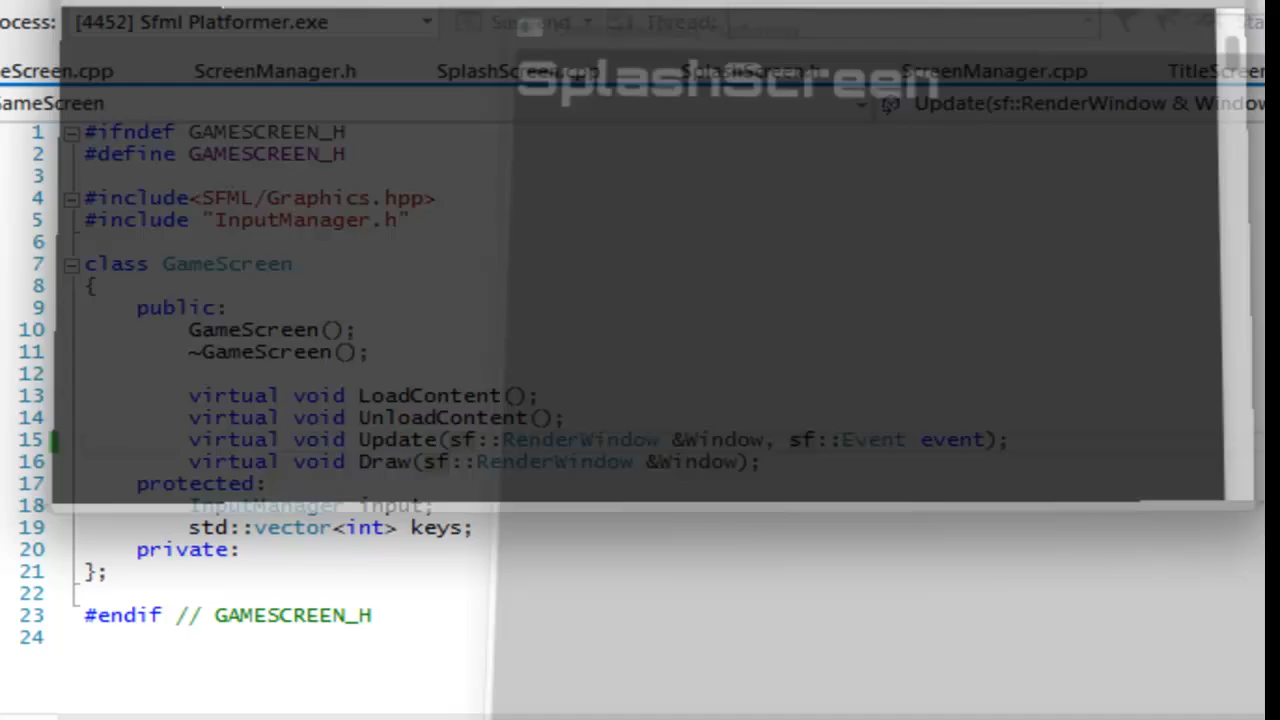 ocess: [4452] Sfml Platformer.exe Thread:
eScreen.cpp ScreenManager.h SplashScreen.cpp SplashScreen.h ScreenManager.cpp TitleScreen
SplashScreen
GameScreen Update(sf::RenderWindow & Window
1 #ifndef GAMESCREEN_H
2 #define GAMESCREEN_H
3
4 #include<SFML/Graphics.hpp>
5 #include "InputManager.h"
6
7 class GameScreen
8 {
9 public:
10 GameScreen();
11 ~GameScreen();
12
13 virtual void LoadContent();
14 virtual void UnloadContent();
15 virtual void Update(sf::RenderWindow &Window, sf::Event event);
16 virtual void Draw(sf::RenderWindow &Window);
17 protected:
18 InputManager input;
19 std::vector<int> keys;
20 private:
21 };
22
23 #endif // GAMESCREEN_H
24